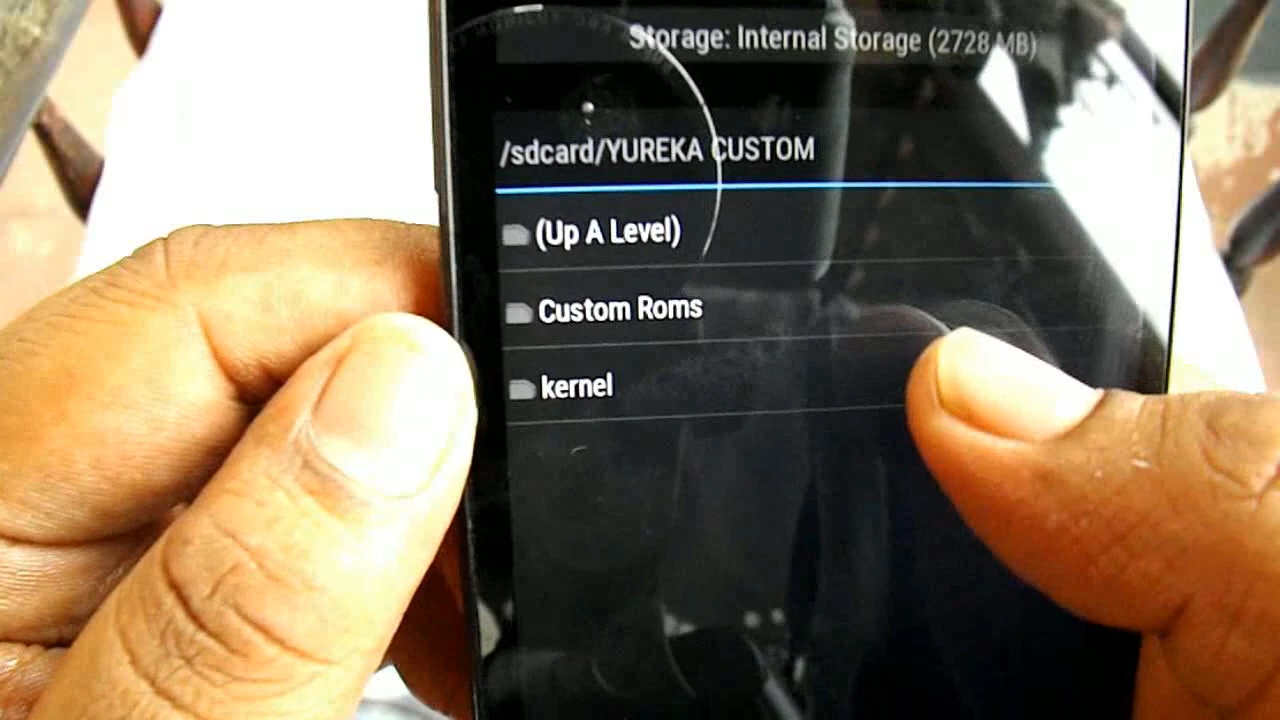 Storage: Internal Storage (2728 MB)
/sdcard/YUREKA CUSTOM
(Up A Level)
Custom Roms
kernel